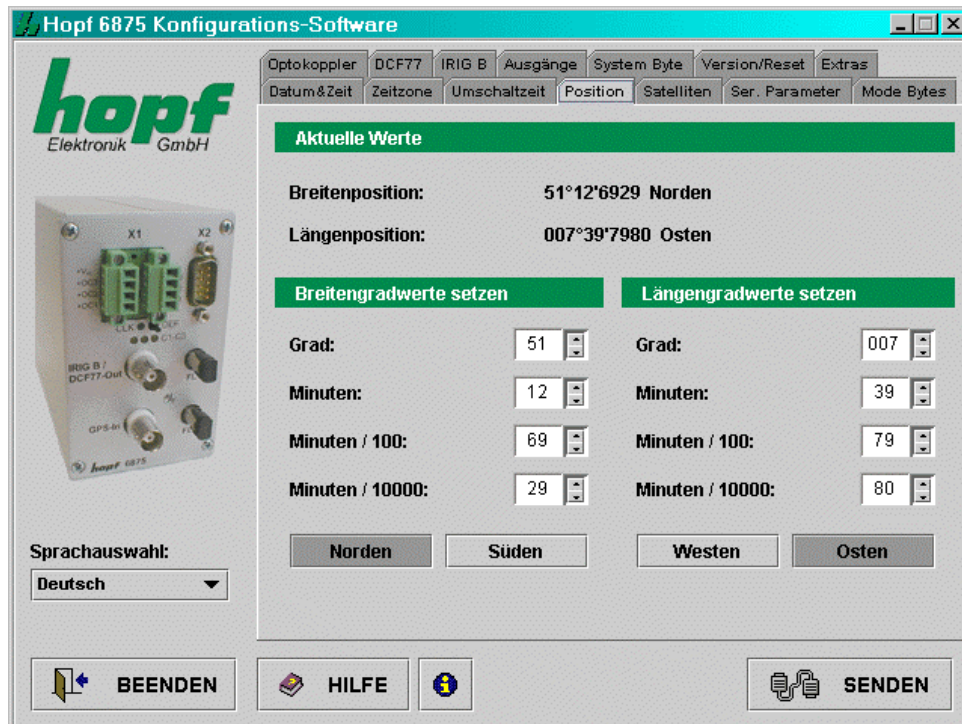 Hopf 6875 Konfigurations-Software
hopf
Elektronik GmbH
Optokoppler DCF77 IRIG B Ausgänge System Byte Version/Reset Extras
Datum&Zeit Zeitzone Umschaltzeit Position Satelliten Ser. Parameter Mode Bytes
Aktuelle Werte
Breitenposition: 51°12'6929 Norden
Längenposition: 007°39'7980 Osten
Breitengradwerte setzen
Grad: 51
Minuten: 12
Minuten / 100: 69
Minuten / 10000: 29
Norden Süden
Längengradwerte setzen
Grad: 007
Minuten: 39
Minuten / 100: 79
Minuten / 10000: 80
Westen Osten
X1 X2
CLK
C1-C3
IRIG B /
DCF77-Out
GPS-In
hopf 6875
Sprachauswahl:
Deutsch
BEENDEN
HILFE
SENDEN